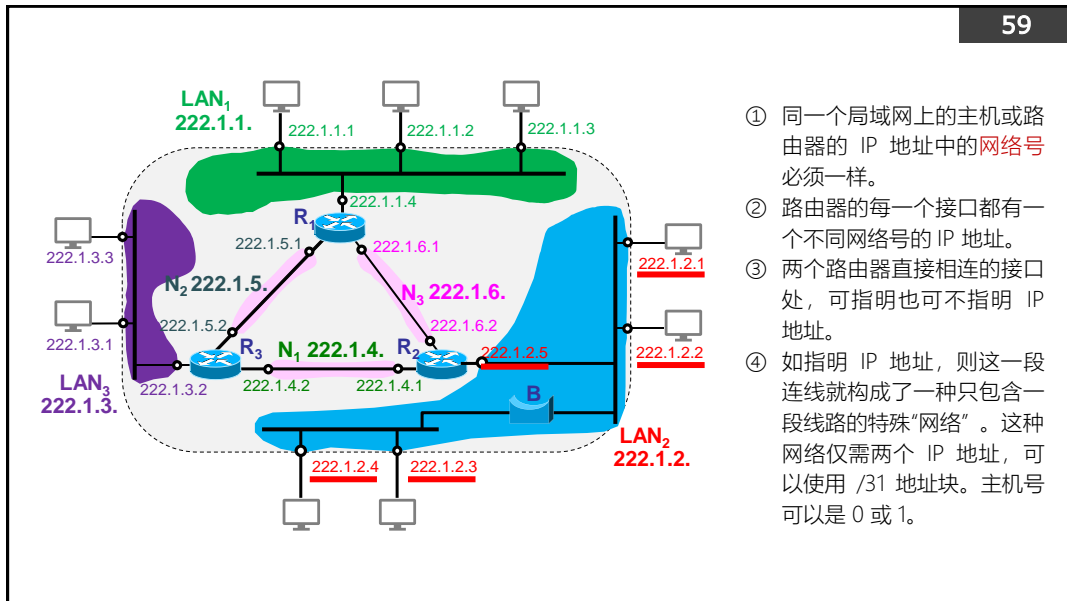 59
LAN1
222.1.1.
222.1.1.1
222.1.1.2
222.1.1.3
222.1.1.4
R1
222.1.5.1
222.1.6.1
222.1.3.3
222.1.2.1
N2 222.1.5.
N3 222.1.6.
222.1.5.2
222.1.6.2
222.1.3.1
222.1.2.2
R3
N1 222.1.4.
R2
222.1.2.5
LAN3
222.1.3.
222.1.3.2
222.1.4.2
222.1.4.1
B
LAN2
222.1.2.
222.1.2.4
222.1.2.3
① 同一个局域网上的主机或路
由器的 IP 地址中的网络号
必须一样。
② 路由器的每一个接口都有一
个不同网络号的 IP 地址。
③ 两个路由器直接相连的接口
处，可指明也可不指明 IP
地址。
④ 如指明 IP 地址，则这一段
连线就构成了一种只包含一
段线路的特殊“网络” 。这种
网络仅需两个 IP 地址，可
以使用 /31 地址块。主机号
可以是 0 或 1。